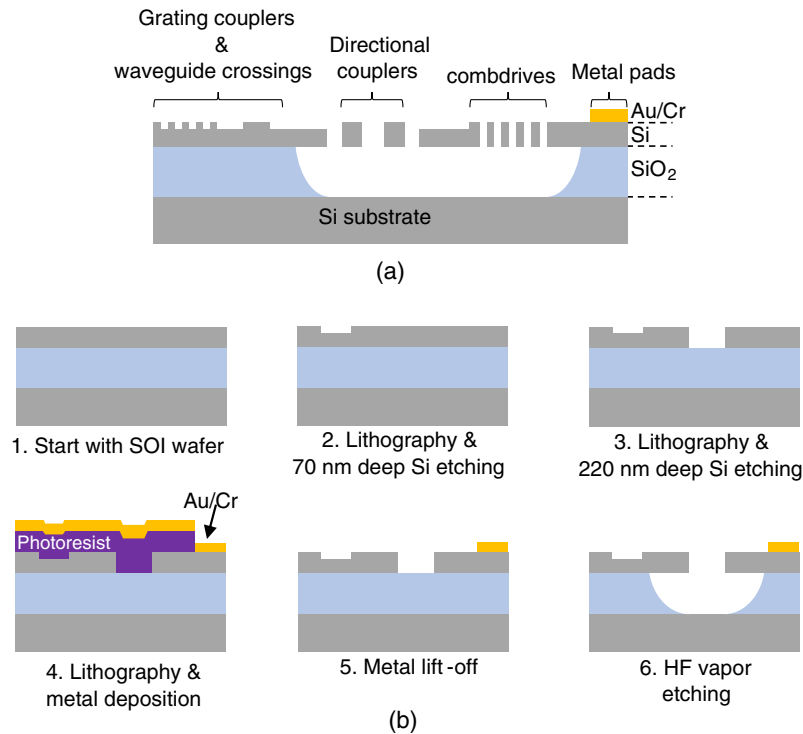 Grating couplers
&
waveguide crossings
Directional
couplers
combdrives
Metal pads
Au/Cr
Si
SiO2
Si substrate
(a)
1. Start with SOI wafer
2. Lithography &
70 nm deep Si etching
3. Lithography &
220 nm deep Si etching
Au/Cr
Photoresist
4. Lithography &
metal deposition
5. Metal lift-off
6. HF vapor
etching
(b)